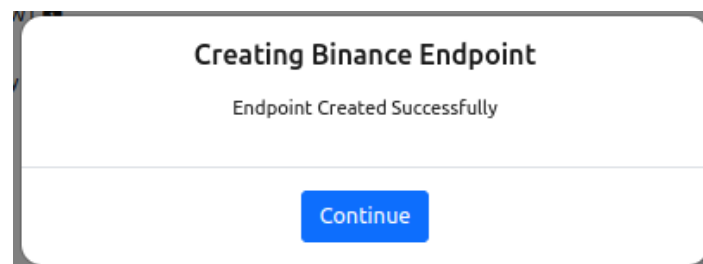 Creating Binance Endpoint
Endpoint Created Successfully
Continue